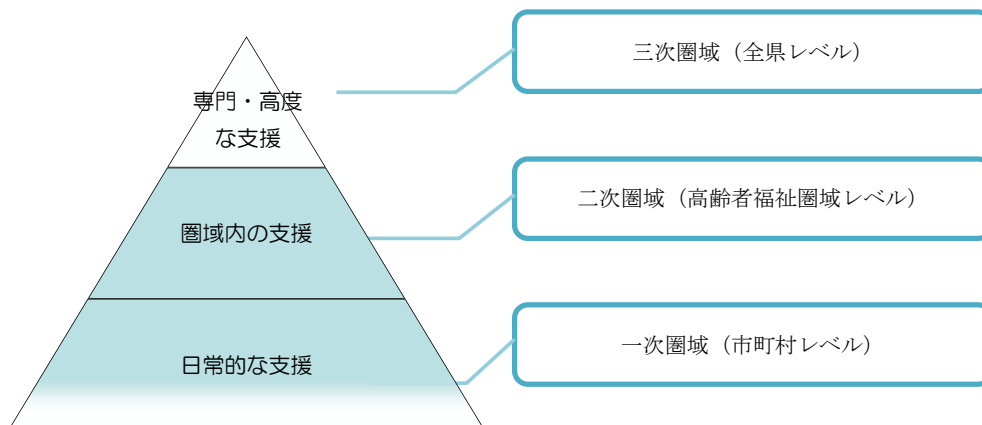 専門・高度
な支援
三次圏域（全県レベル）
圏域内の支援
二次圏域（高齢者福祉圏域レベル）
日常的な支援
一次圏域（市町村レベル）